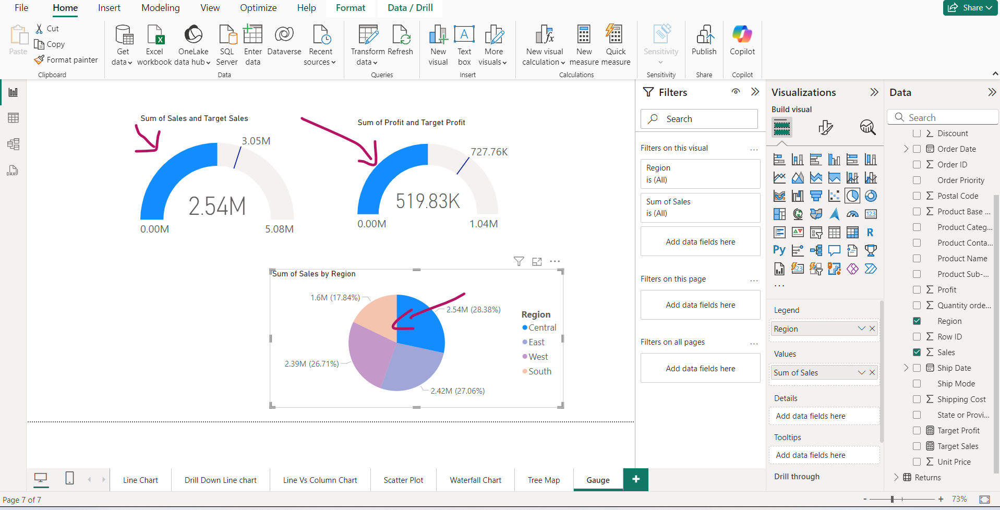 File Home Insert Modeling View Optimize Help Format Data / Drill Share
Paste Cut Copy Format painter
Clipboard
Get data Excel workbook OneLake data hub SQL Server Enter data Dataverse Recent sources
Data
Transform data Refresh
Queries
New visual Text box More visuals
Insert
New visual calculation New measure Quick measure
Calculations
Sensitivity
Sensitivity
Publish
Share
Copilot
Copilot
DAX
Sum of Sales and Target Sales
3.05M
2.54M
0.00M 5.08M
Sum of Profit and Target Profit
727.76K
519.83K
0.00M 1.04M
Sum of Sales by Region
1.6M (17.84%)
2.54M (28.38%)
2.39M (26.71%)
2.42M (27.06%)
Region
Central
East
West
South
Filters
Search
Filters on this visual ...
Region
is (All)
Sum of Sales
is (All)
Add data fields here
Filters on this page ...
Add data fields here
Filters on all pages ...
Add data fields here
Visualizations
Build visual
123
R
Py
123
...
Legend
Region
Values
Sum of Sales
Details
Add data fields here
Tooltips
Add data fields here
Drill through
Data
Search
Discount
Order Date
Order ID
Order Priority
Postal Code
Product Base ...
Product Categ...
Product Conta...
Product Name
Product Sub-...
Profit
Quantity orde...
Region
Row ID
Sales
Ship Date
Ship Mode
Shipping Cost
State or Provi...
Target Profit
Target Sales
Unit Price
Returns
Line Chart Drill Down Line chart Line Vs Column Chart Scatter Plot Waterfall Chart Tree Map Gauge +
Page 7 of 7 - + 73%